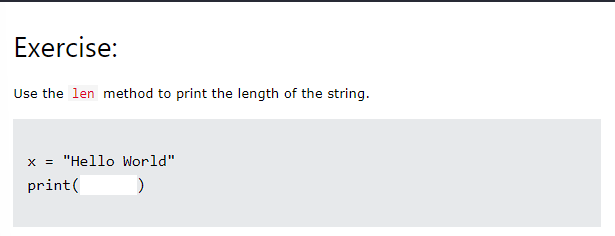 Exercise:
Use the len method to print the length of the string.
x = "Hello World"
print(      )